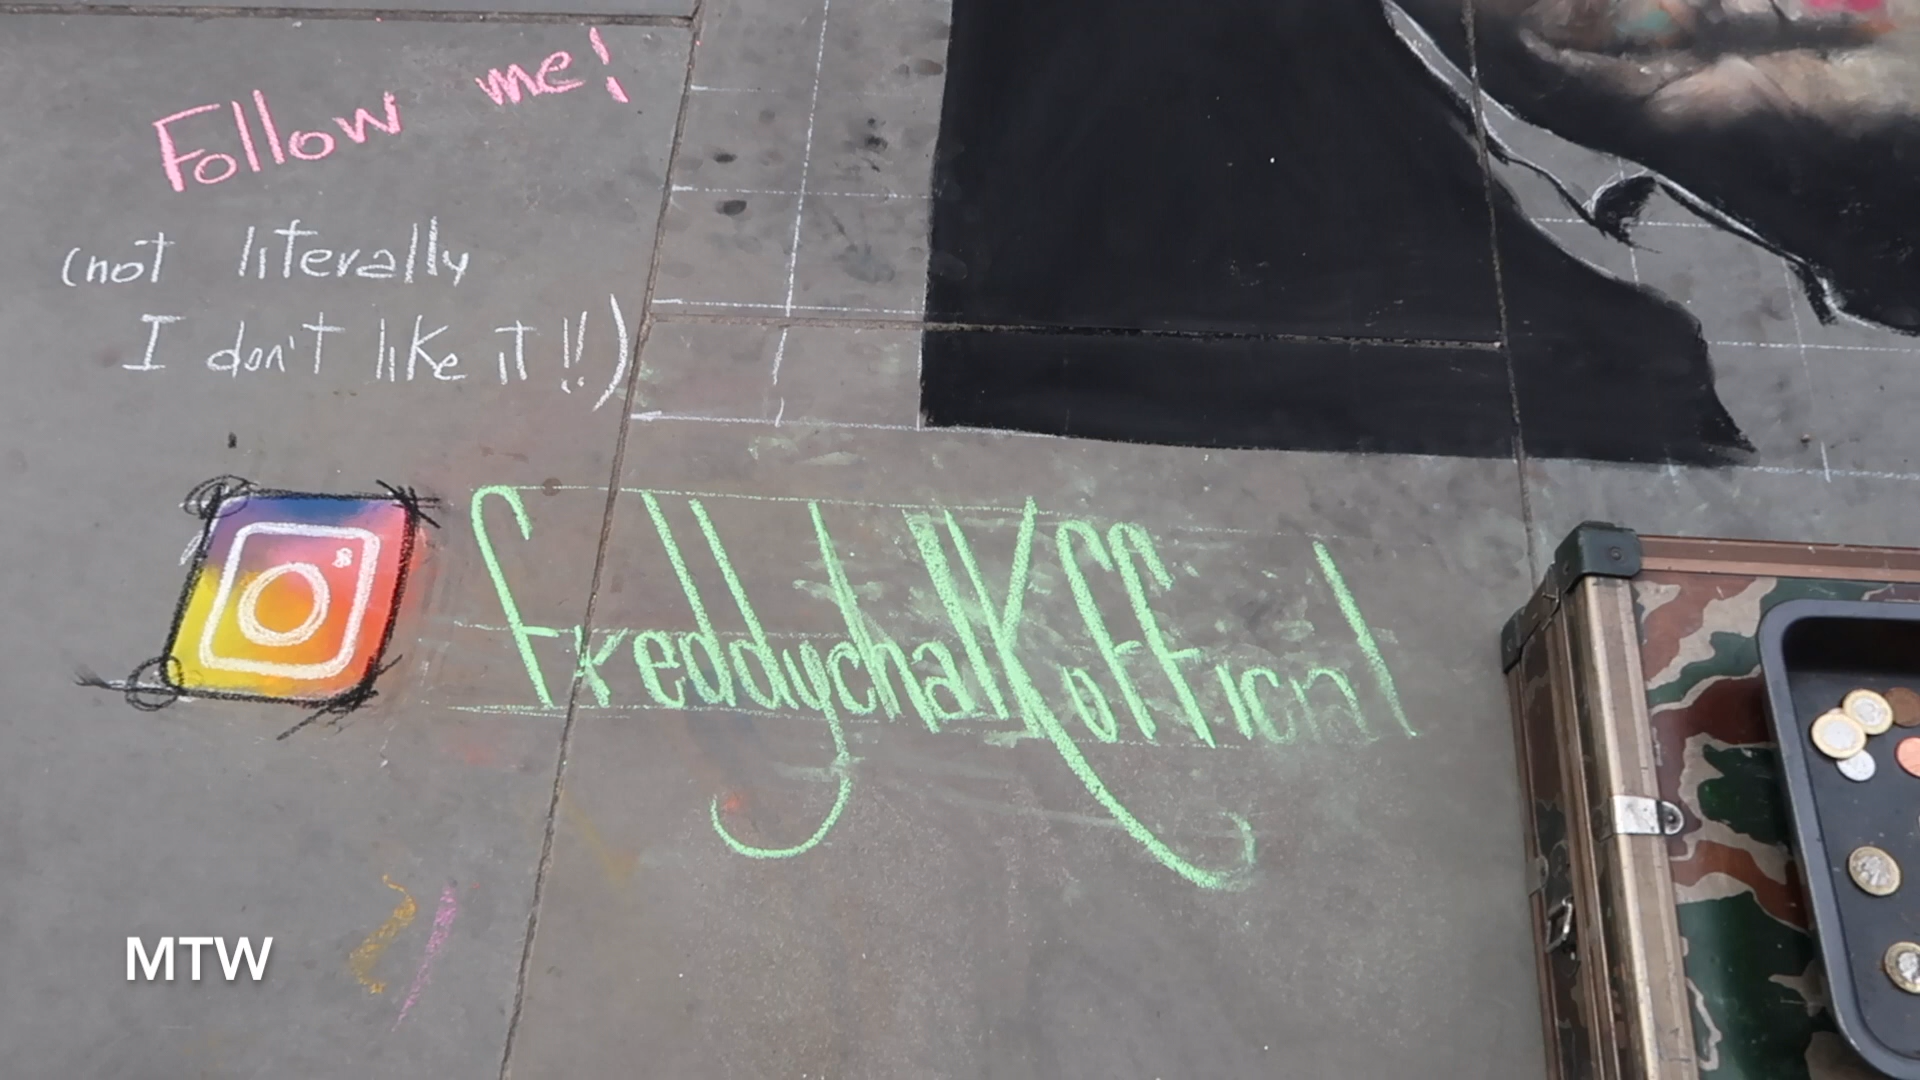 Follow me!
(not literally
I don't like it!!)
freddychalkofficial
MTW